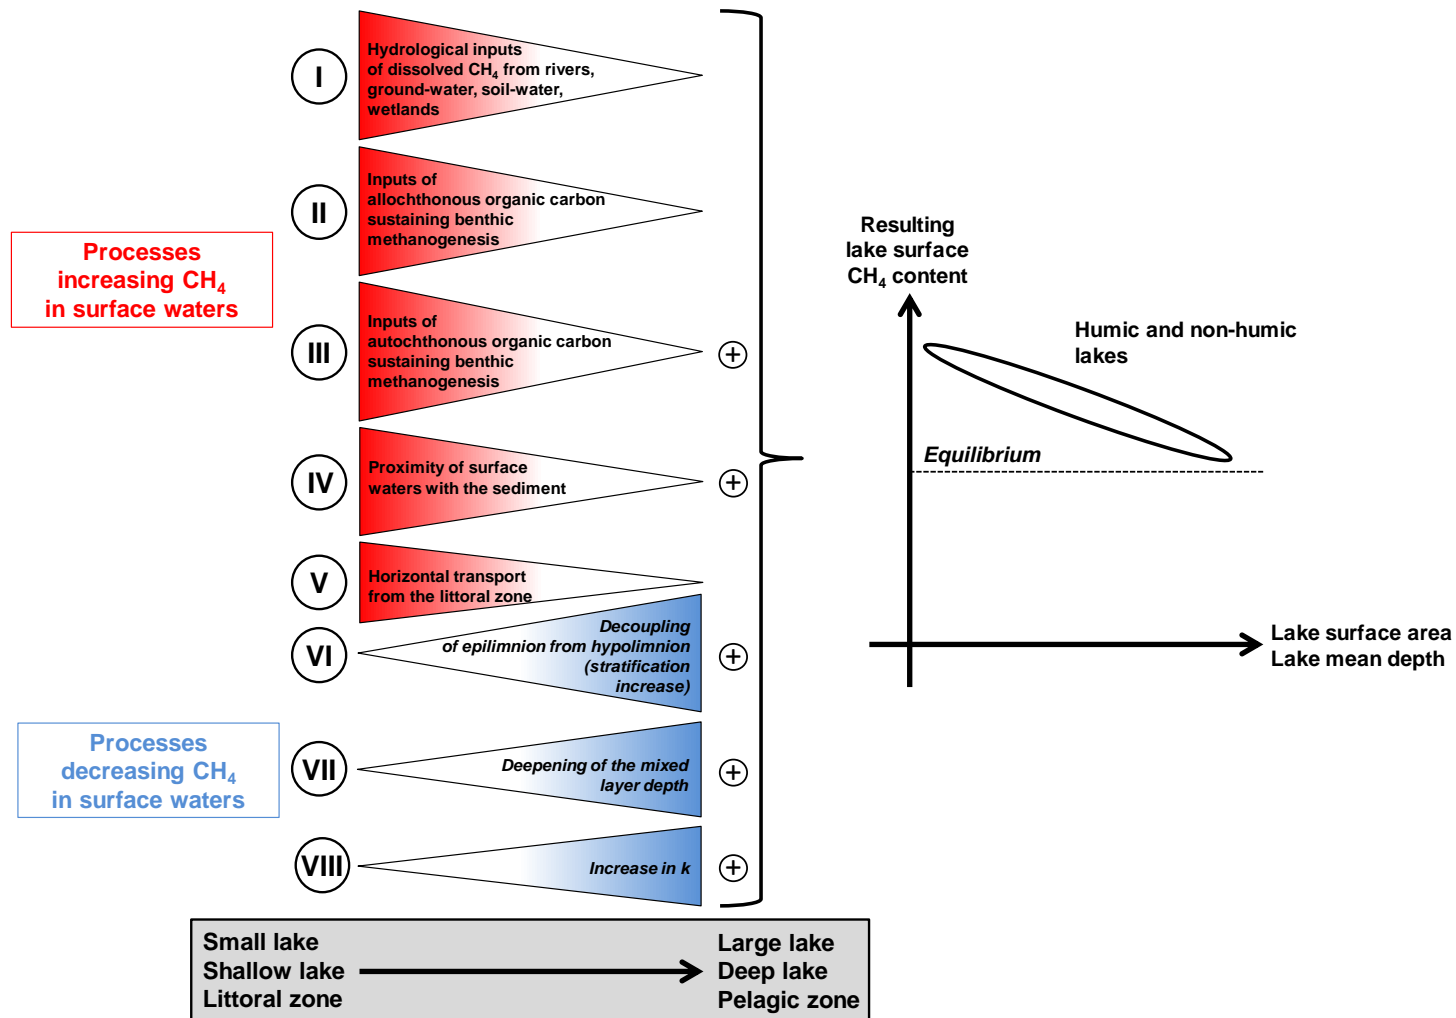 I
Hydrological inputs
of dissolved CH₄ from rivers,
ground-water, soil-water,
wetlands
II
Inputs of
allochthonous organic carbon
sustaining benthic
methanogenesis
Processes
increasing CH₄
in surface waters
III
Inputs of
autochthonous organic carbon
sustaining benthic
methanogenesis
+
IV
Proximity of surface
waters with the sediment
+
V
Horizontal transport
from the littoral zone
VI
Decoupling
of epilimnion from hypolimnion
(stratification
increase)
+
Processes
decreasing CH₄
in surface waters
VII
Deepening of the mixed
layer depth
+
VIII
Increase in k
+
Small lake
Shallow lake
Littoral zone
Large lake
Deep lake
Pelagic zone
Resulting
lake surface
CH₄ content
Humic and non-humic
lakes
Equilibrium
Lake surface area
Lake mean depth